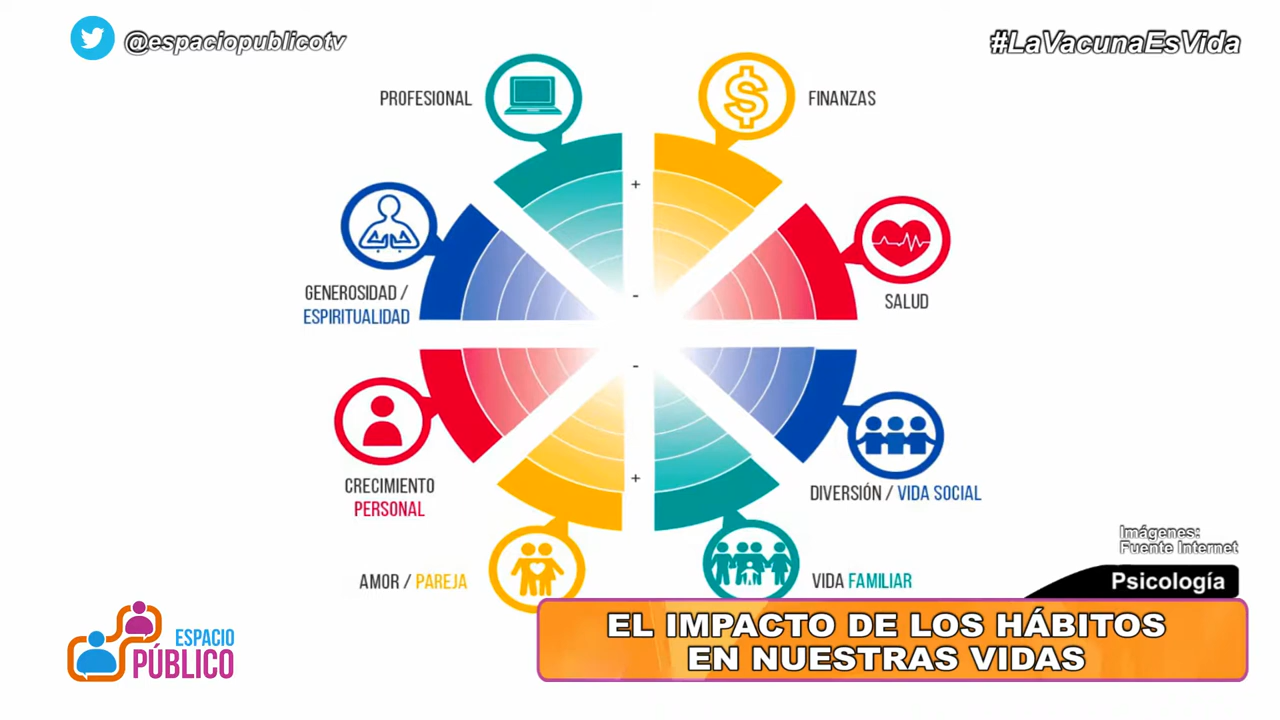 @espaciopublicotv
#LaVacunaEsVida
PROFESIONAL
FINANZAS
GENEROSIDAD /
ESPIRITUALIDAD
SALUD
+
-
-
+
CRECIMIENTO
PERSONAL
DIVERSIÓN / VIDA SOCIAL
AMOR / PAREJA
VIDA FAMILIAR
Imágenes:
Fuente Internet
Psicología
EL IMPACTO DE LOS HÁBITOS
EN NUESTRAS VIDAS
ESPACIO
PÚBLICO